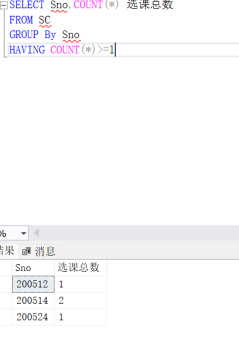 SELECT Sno,COUNT(*) 选课总数
FROM SC
GROUP By Sno
HAVING COUNT(*)>=1
%
结果 消息
Sno 选课总数
200512 1
200514 2
200524 1